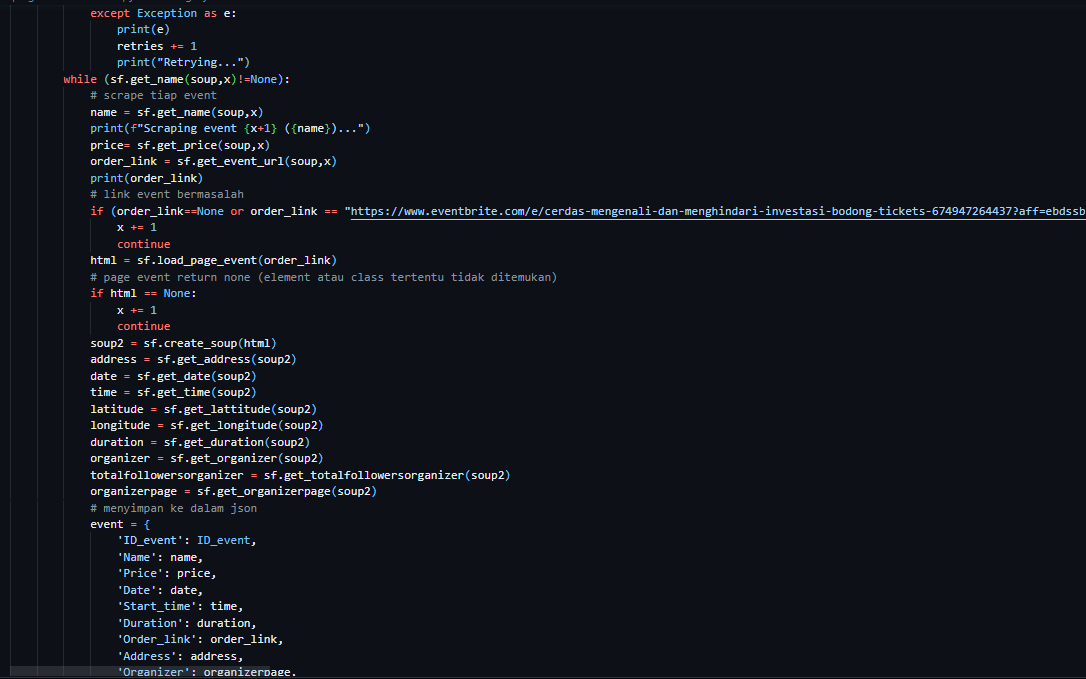 except Exception as e:
print(e)
retries += 1
print("Retrying...")
while (sf.get_name(soup,x)!=None):
# scrape tiap event
name = sf.get_name(soup,x)
print(f"Scraping event {x+1} ({name})...")
price= sf.get_price(soup,x)
order_link = sf.get_event_url(soup,x)
print(order_link)
# link event bermasalah
if (order_link==None or order_link == "https://www.eventbrite.com/e/cerdas-mengenali-dan-menghindari-investasi-bodong-tickets-674947264437?aff=ebdssb
x += 1
continue
html = sf.load_page_event(order_link)
# page event return none (element atau class tertentu tidak ditemukan)
if html == None:
x += 1
continue
soup2 = sf.create_soup(html)
address = sf.get_address(soup2)
date = sf.get_date(soup2)
time = sf.get_time(soup2)
latitude = sf.get_lattitude(soup2)
longitude = sf.get_longitude(soup2)
duration = sf.get_duration(soup2)
organizer = sf.get_organizer(soup2)
totalfollowersorganizer = sf.get_totalfollowersorganizer(soup2)
organizerpage = sf.get_organizerpage(soup2)
# menyimpan ke dalam json
event = {
'ID_event': ID_event,
'Name': name,
'Price': price,
'Date': date,
'Start_time': time,
'Duration': duration,
'Order_link': order_link,
'Address': address,
'Organizer': organizerpage,